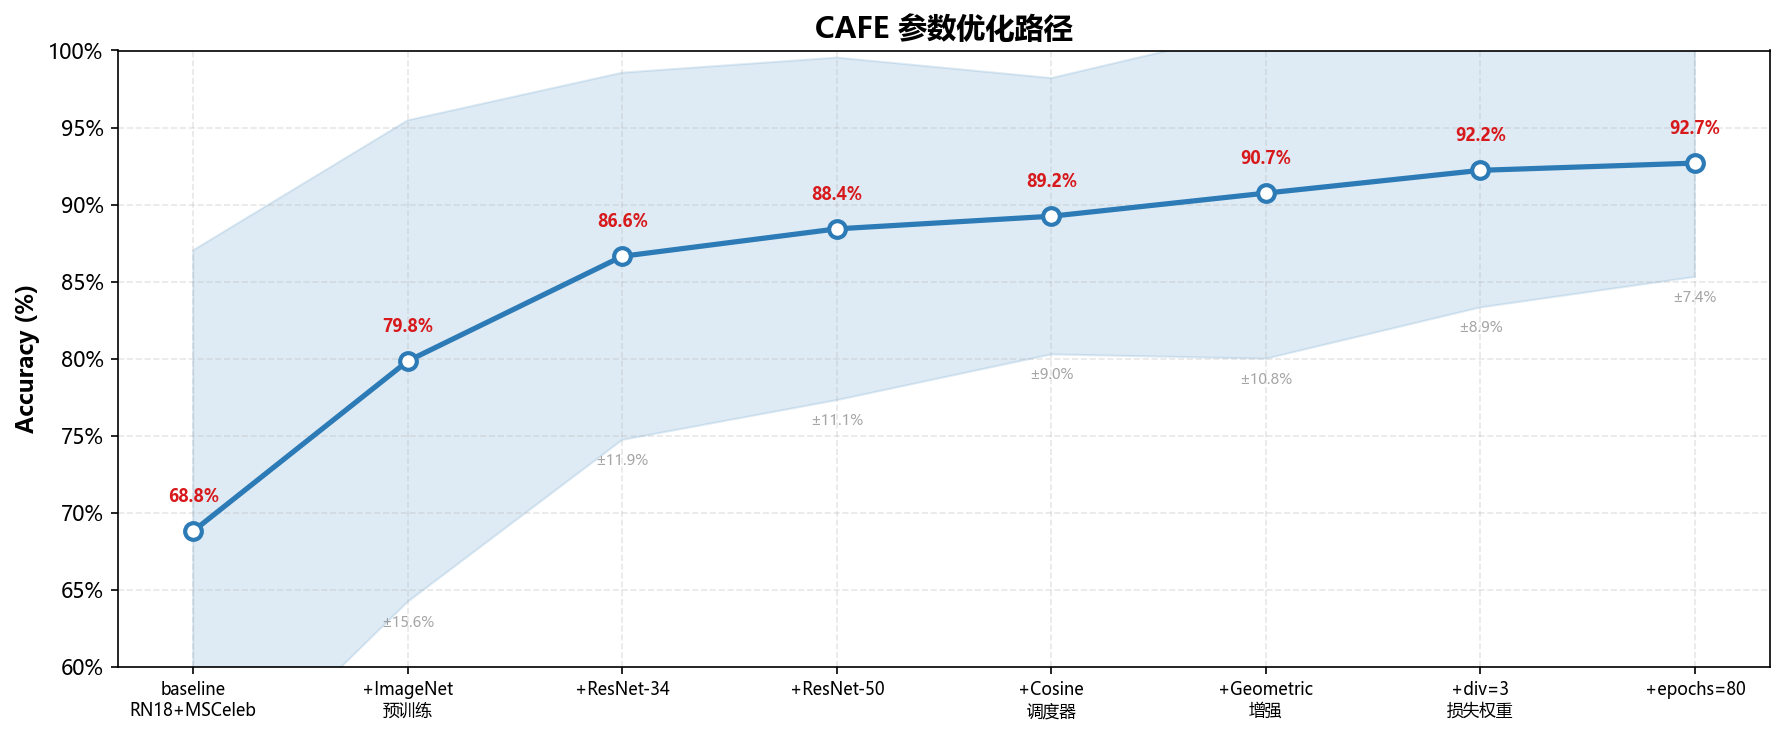 CAFE 参数优化路径
Accuracy (%)
100%
95%
90%
85%
80%
75%
70%
65%
60%
68.8%
79.8%
86.6%
88.4%
89.2%
90.7%
92.2%
92.7%
±15.6%
±11.9%
±11.1%
±9.0%
±10.8%
±8.9%
±7.4%
baseline
RN18+MSCeleb
+ImageNet
预训练
+ResNet-34
+ResNet-50
+Cosine
调度器
+Geometric
增强
+div=3
损失权重
+epochs=80